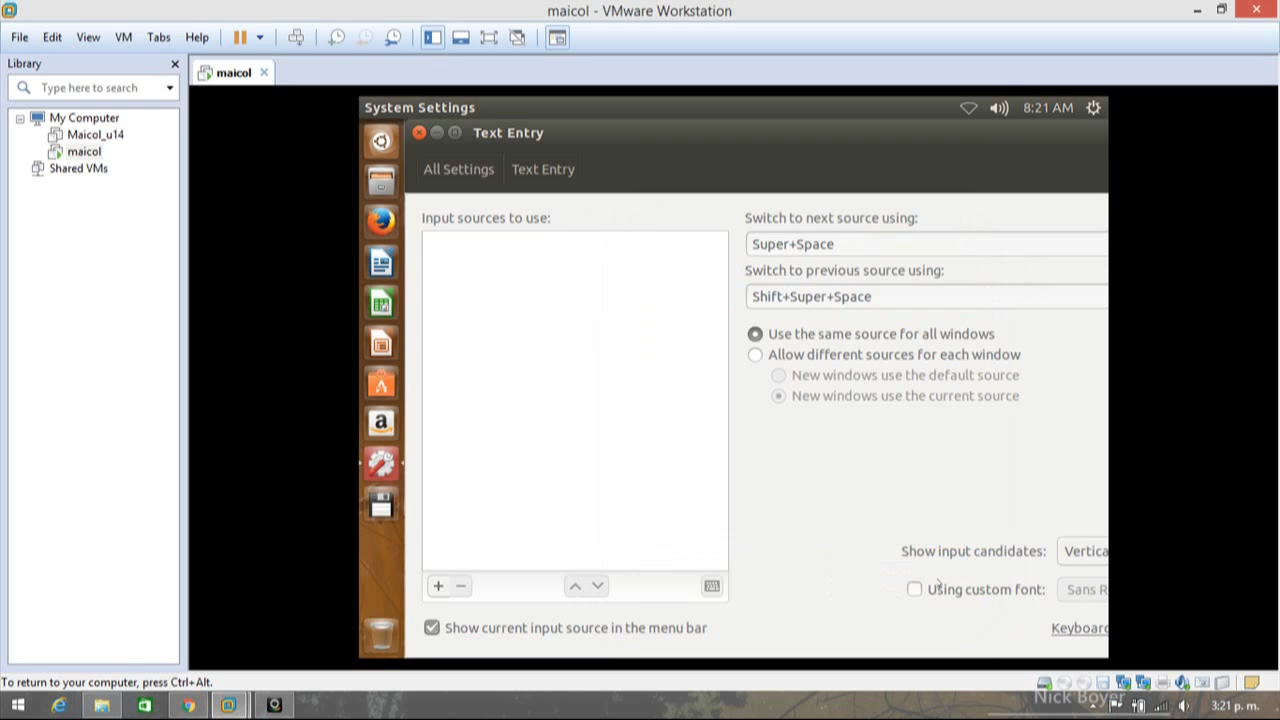 maicol - VMware Workstation
File Edit View VM Tabs Help
Library
maicol
Type here to search
My Computer
Maicol_u14
maicol
Shared VMs
System Settings
8:21 AM
Text Entry
All Settings
Text Entry
Input sources to use:
Switch to next source using:
Super+Space
Switch to previous source using:
Shift+Super+Space
Use the same source for all windows
Allow different sources for each window
New windows use the default source
New windows use the current source
Show input candidates:
Vertica
Using custom font:
Sans R
Show current input source in the menu bar
Keyboard
To return to your computer, press Ctrl+Alt.
Nick Boyer
3:21 p. m.